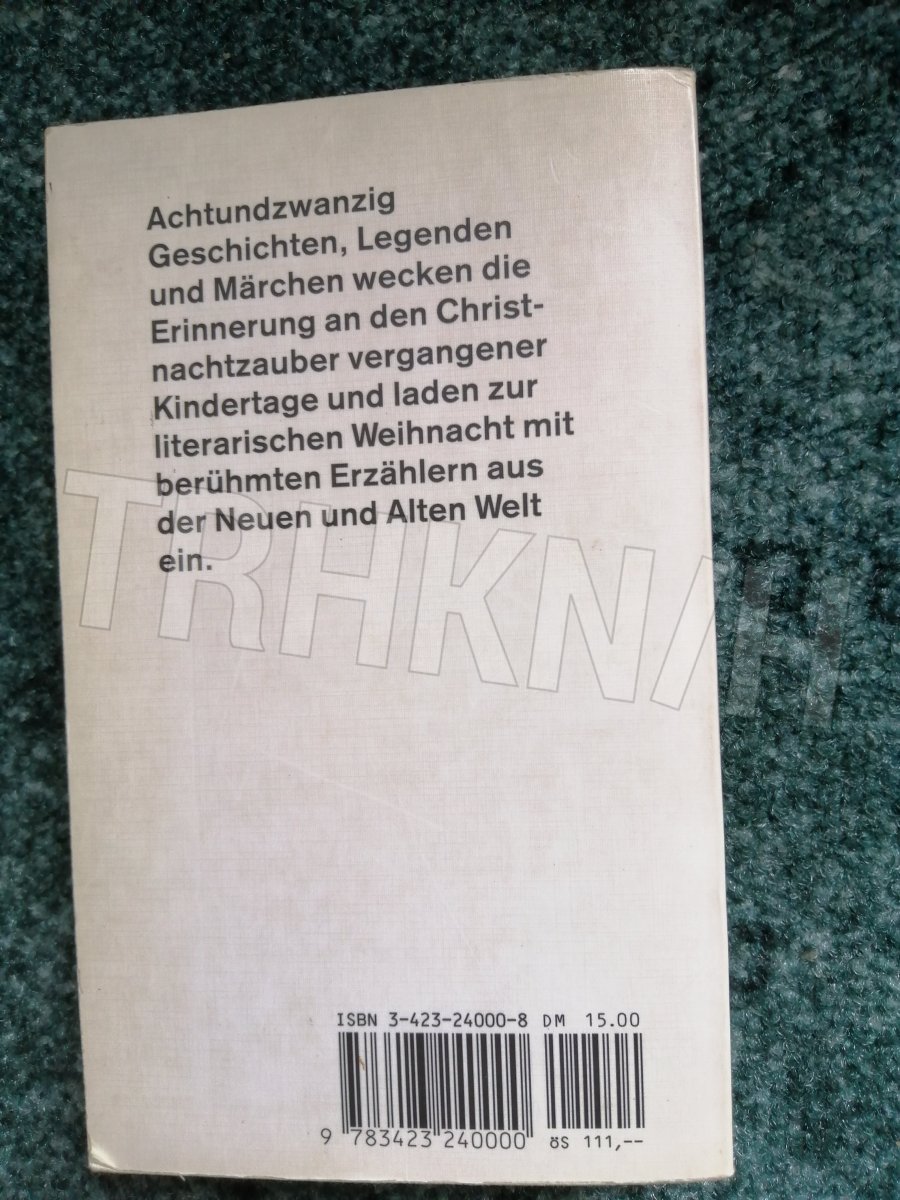 Achtundzwanzig
Geschichten, Legenden
und Märchen wecken die
Erinnerung an den Christ-
nachtzauber vergangener
Kindertage und laden zur
literarischen Weihnacht mit
berühmten Erzählern aus
der Neuen und Alten Welt
ein.
TRHKNIH
ISBN 3-423-24000-8 DM 15.00
9 783423 240000 öS 111,--